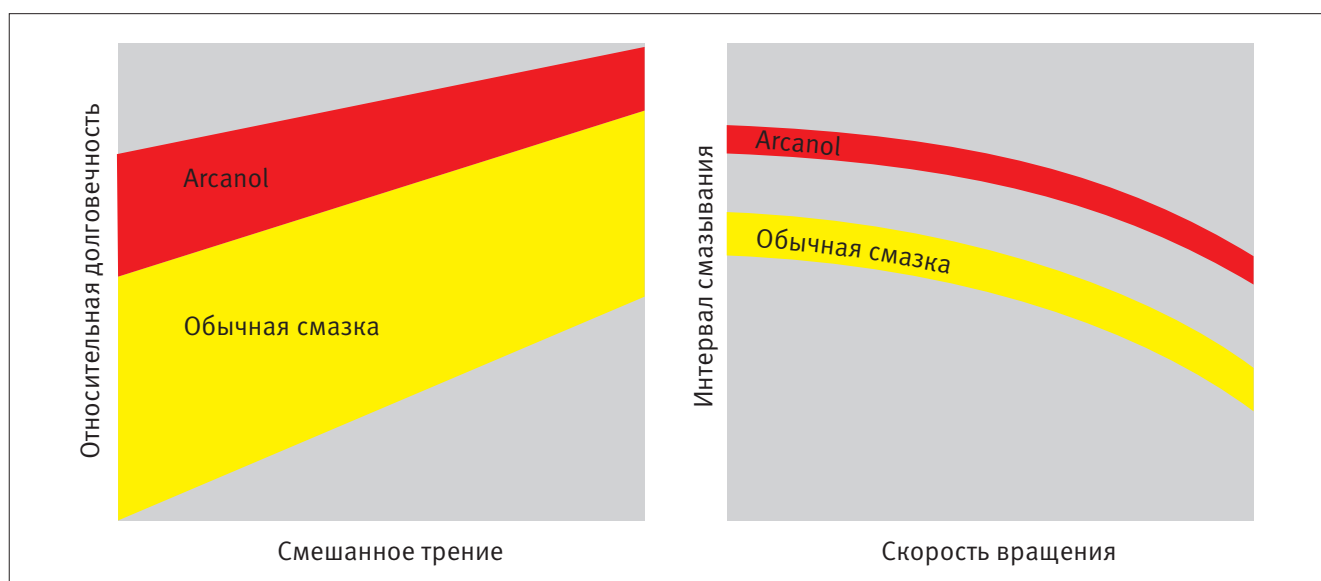 Относительная долговечность
Arcanol
Обычная смазка
Смешанное трение
Интервал смазывания
Arcanol
Обычная смазка
Скорость вращения